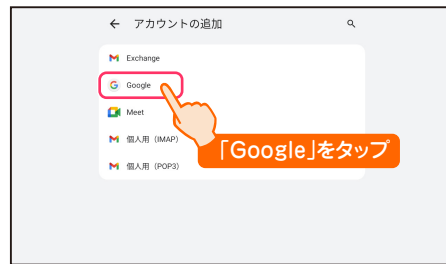 アカウントの追加
Exchange
Google
Meet
個人用（IMAP）
「Google」をタップ
個人用（POP3）